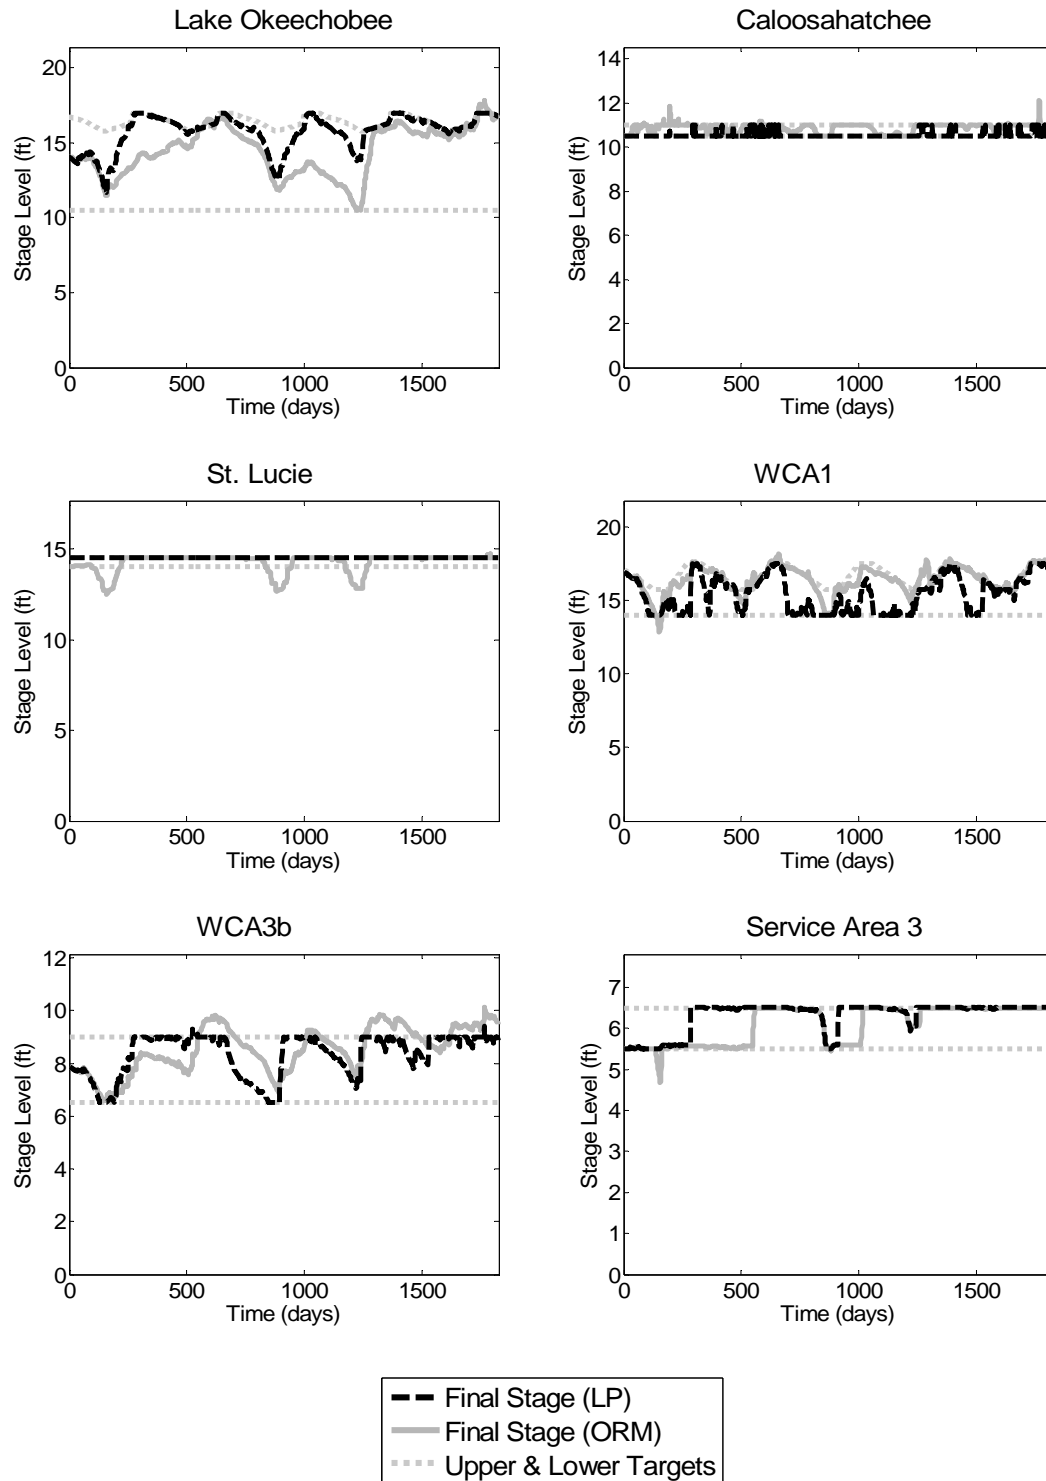 Lake Okeechobee
Caloosahatchee
Stage Level (ft)
20
15
10
5
0
0 500 1000 1500
Time (days)
Stage Level (ft)
14
12
10
8
6
4
2
0
0 500 1000 1500
Time (days)
St. Lucie
WCA1
Stage Level (ft)
15
10
5
0
0 500 1000 1500
Time (days)
Stage Level (ft)
20
15
10
5
0
0 500 1000 1500
Time (days)
WCA3b
Service Area 3
Stage Level (ft)
12
10
8
6
4
2
0
0 500 1000 1500
Time (days)
Stage Level (ft)
7
6
5
4
3
2
1
0
0 500 1000 1500
Time (days)
Final Stage (LP)
Final Stage (ORM)
Upper & Lower Targets